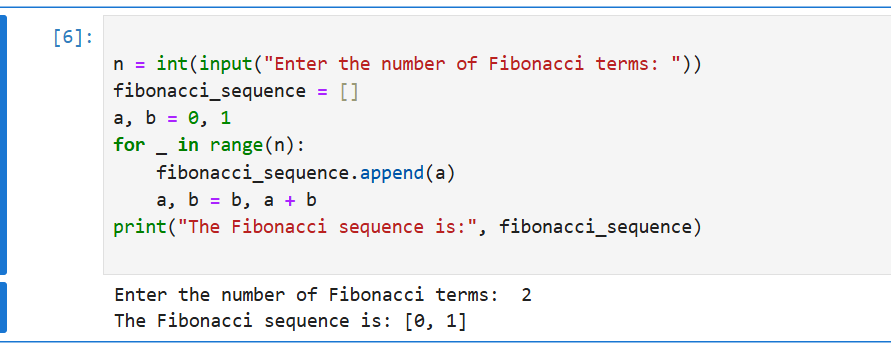 [6]:
n = int(input("Enter the number of Fibonacci terms: "))
fibonacci_sequence = []
a, b = 0, 1
for _ in range(n):
    fibonacci_sequence.append(a)
    a, b = b, a + b
print("The Fibonacci sequence is:", fibonacci_sequence)
Enter the number of Fibonacci terms:  2
The Fibonacci sequence is: [0, 1]